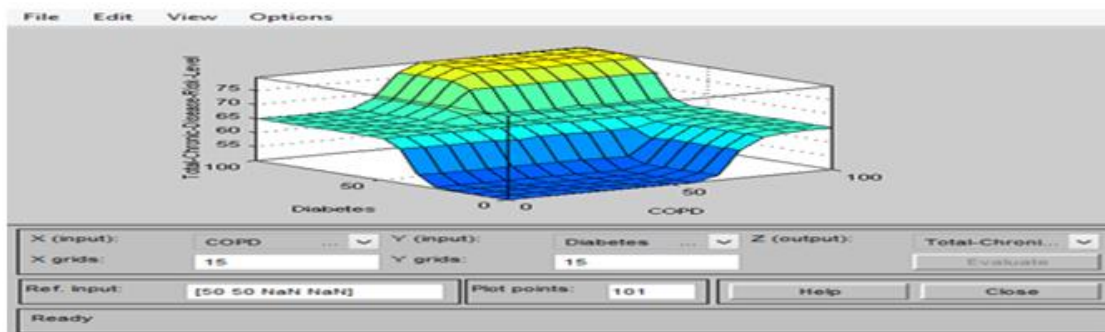 File Edit View Options
Total-Chronic-Disease-Risk-Level
75
70
65
60
55
100
50
0
0
50
100
Diabetes
COPD
X (input): COPD ... Y (input): Diabetes ... Z (output): Total-Chroni...
X grids: 15 Y grids: 15 Evaluate
Ref. Input: [50 50 NaN NaN] Plot points: 101 Help Close
Ready